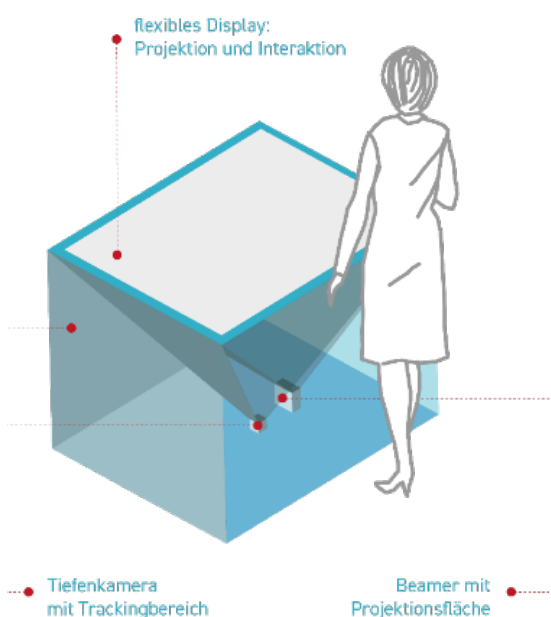 flexibles Display:
Projektion und Interaktion
Tiefenkamera
mit Trackingbereich
Beamer mit
Projektionsfläche